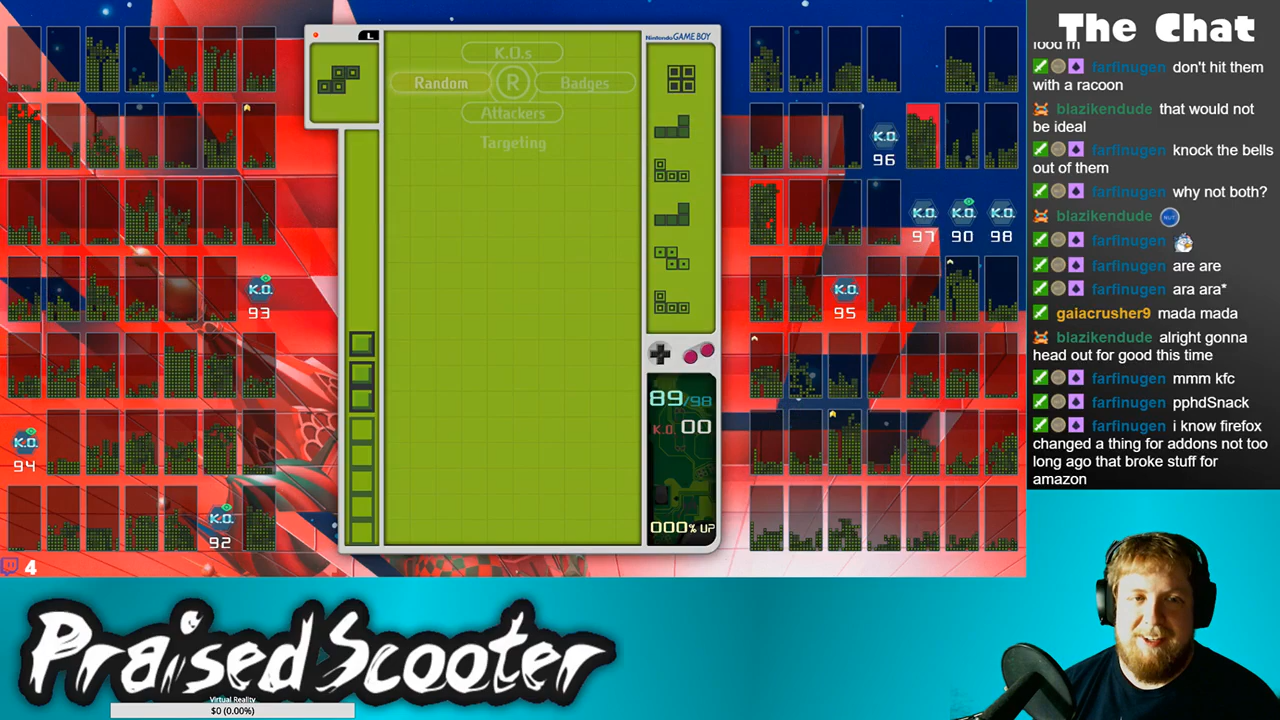 L
Nintendo GAME BOY
K.O.s
Random
R
Badges
Attackers
Targeting
K.O.
96
K.O.
97
K.O.
90
K.O.
98
K.O.
93
K.O.
95
K.O.
94
K.O.
92
89/98
K.O. 00
000% UP
4
The Chat
farfinugen don't hit them
with a racoon
blazikendude that would not
be ideal
farfinugen knock the bells
out of them
farfinugen why not both?
blazikendude
farfinugen
farfinugen are are
farfinugen ara ara*
gaiacrusher9 mada mada
blazikendude alright gonna
head out for good this time
farfinugen mmm kfc
farfinugen pphdSnack
farfinugen i know firefox
changed a thing for addons not too
long ago that broke stuff for
amazon
PraisedScooter
Virtual Reality
$0 (0.00%)